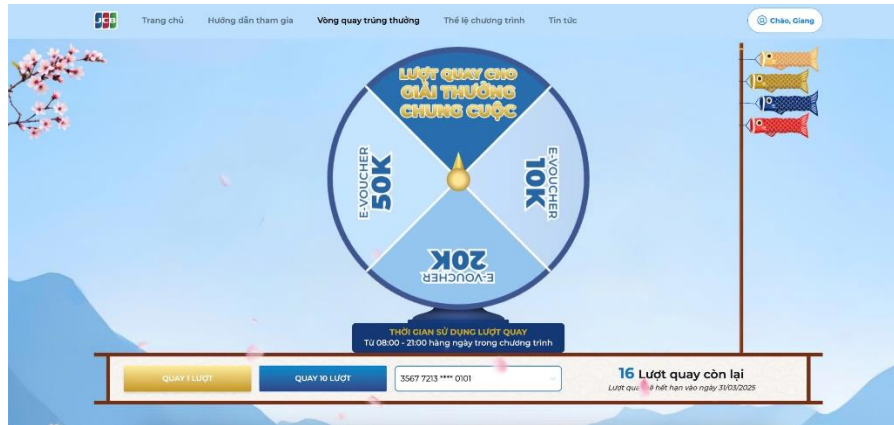 JCB
Trang chủ
Hướng dẫn tham gia
Vòng quay trúng thưởng
Thể lệ chương trình
Tin tức
Chào, Giang
LƯỢT QUAY CHO
GIẢI THƯỞNG
CHUNG CUỘC
E-VOUCHER
50K
E-VOUCHER
10K
E-VOUCHER
20K
THỜI GIAN SỬ DỤNG LƯỢT QUAY
Từ 08:00 - 21:00 hàng ngày trong chương trình
QUAY 1 LƯỢT
QUAY 10 LƯỢT
3567 7213 **** 0101
16 Lượt quay còn lại
Lượt hết hạn vào ngày 31/03/2025